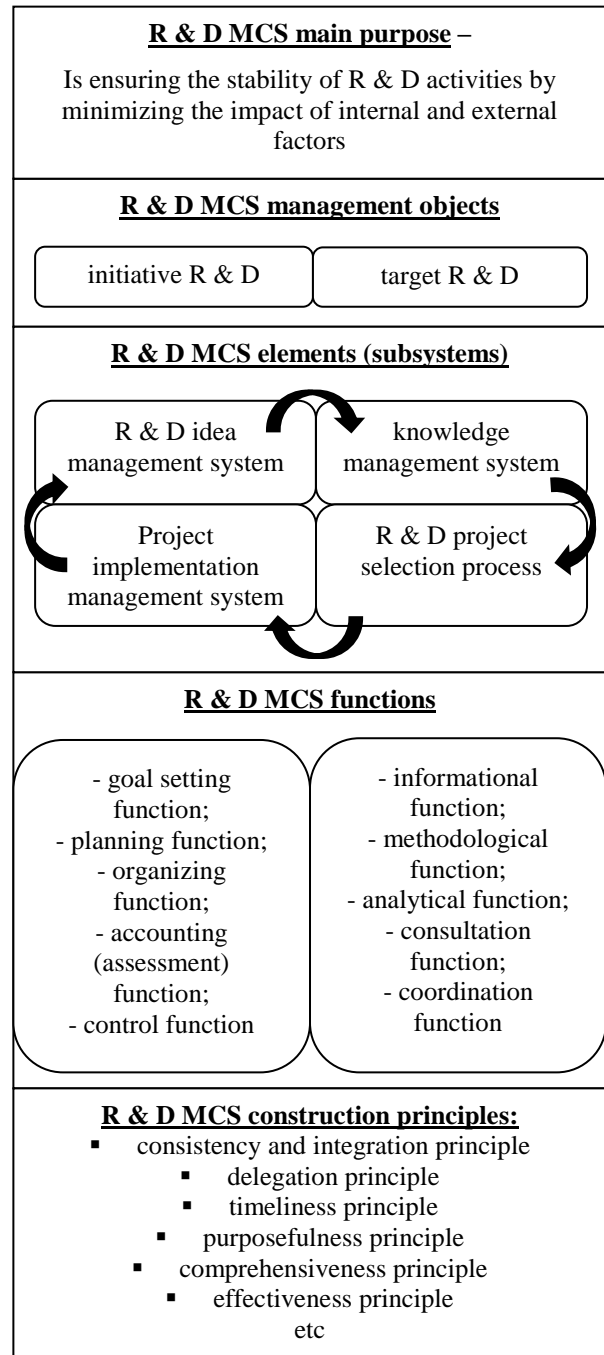 R & D MCS main purpose –
Is ensuring the stability of R & D activities by
minimizing the impact of internal and external
factors
R & D MCS management objects
initiative R & D
target R & D
R & D MCS elements (subsystems)
R & D idea
management system
knowledge
management system
Project
implementation
management system
R & D project
selection process
R & D MCS functions
- goal setting
function;
- planning function;
- organizing
function;
- accounting
(assessment)
function;
- control function
- informational
function;
- methodological
function;
- analytical function;
- consultation
function;
- coordination
function
R & D MCS construction principles:
▪ consistency and integration principle
▪ delegation principle
▪ timeliness principle
▪ purposefulness principle
▪ comprehensiveness principle
▪ effectiveness principle
etc